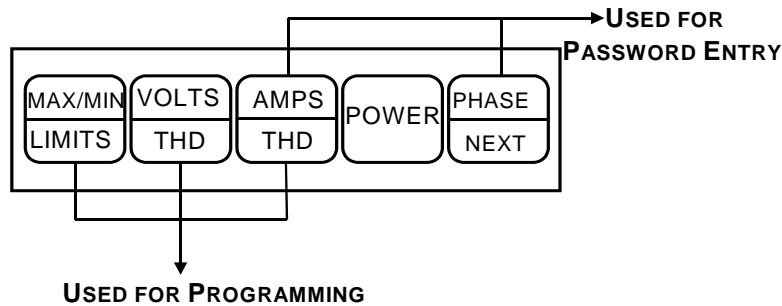 USED FOR
PASSWORD ENTRY
MAX/MIN
LIMITS
VOLTS
THD
AMPS
THD
POWER
PHASE
NEXT
USED FOR PROGRAMMING